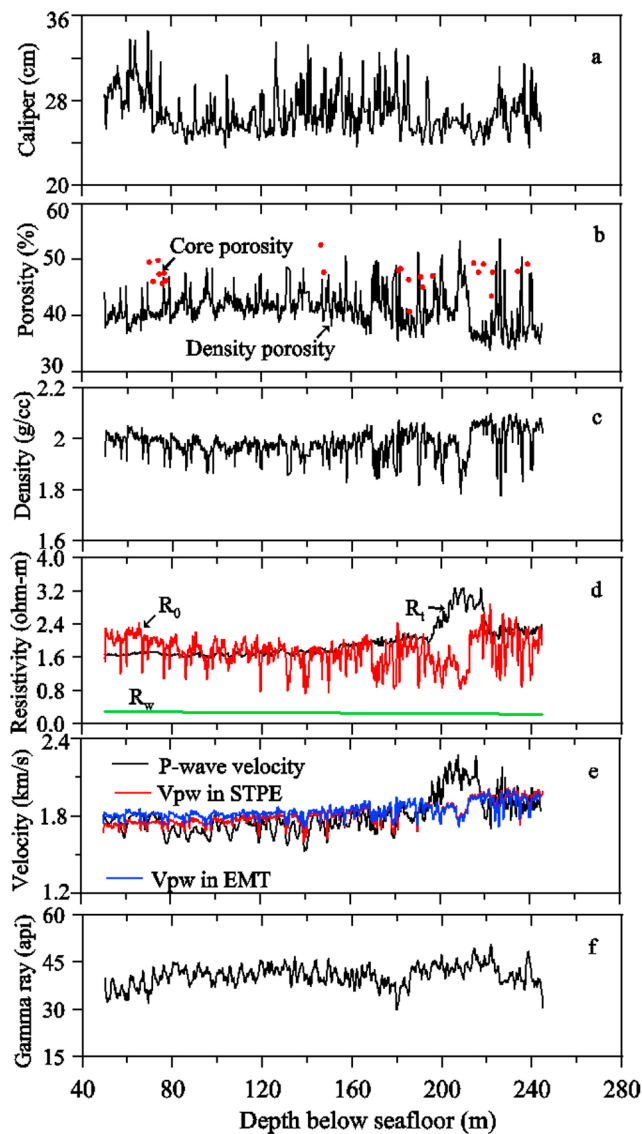 36
a
28
Caliper (cm)
20
60
b
Core porosity
50
40
Porosity (%)
Density porosity
30
2.2
c
2
1.8
Density (g/cc)
1.6
4.0
d
3.2
R0
Rt
2.4
1.6
0.8
Rw
0.0
Resistivity (ohm-m)
2.4
e
P-wave velocity
Vpw in STPE
1.8
Vpw in EMT
1.2
Velocity (km/s)
60
f
45
30
15
Gamma ray (api)
40 80 120 160 200 240 280
Depth below seafloor (m)